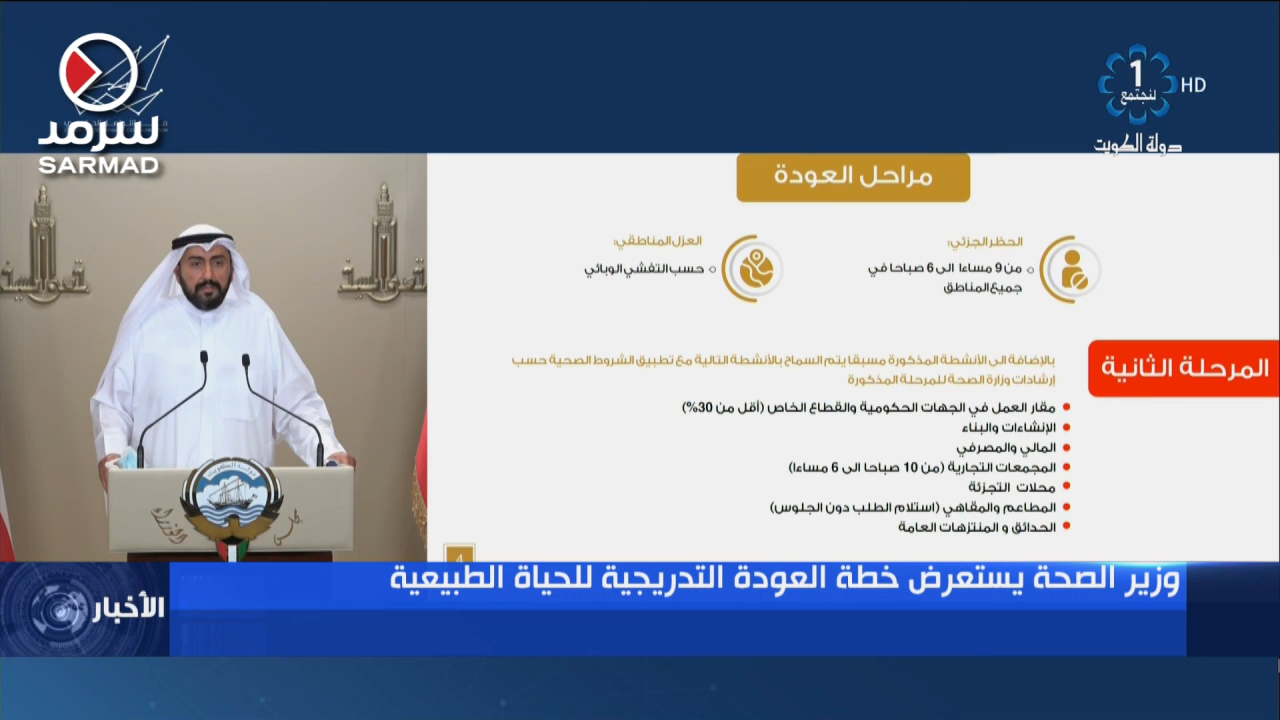 سرمد
SARMAD
1
لنجتمع
HD
دولة الكويت
مراحل العودة
الحظر الجزئي:
من 9 مساءا الى 6 صباحا في
جميع المناطق
العزل المناطقي:
حسب التفشي الوبائي
المرحلة الثانية
بالإضافة الى الأنشطة المذكورة مسبقا يتم السماح بالأنشطة التالية مع تطبيق الشروط الصحية حسب
إرشادات وزارة الصحة للمرحلة المذكورة
مقار العمل في الجهات الحكومية والقطاع الخاص (أقل من 30%)
الإنشاءات والبناء
المالي والمصرفي
المجمعات التجارية (من 10 صباحا الى 6 مساءا)
محلات التجزئة
المطاعم والمقاهي (استلام الطلب دون الجلوس)
الحدائق و المنتزهات العامة
4
وزير الصحة يستعرض خطة العودة التدريجية للحياة الطبيعية
الأخبار